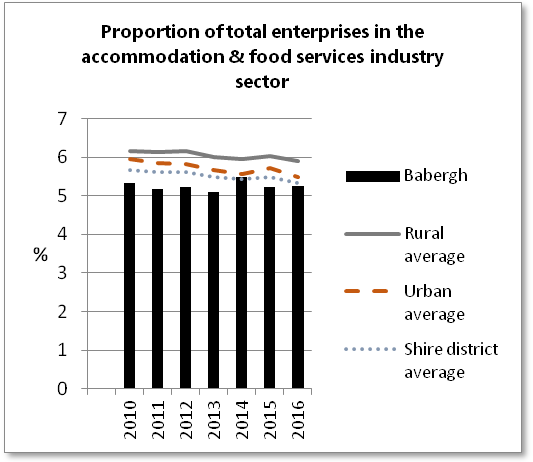 Proportion of total enterprises in the
accommodation & food services industry
sector
7
6
5
4
3
2
1
0
%
2010
2011
2012
2013
2014
2015
2016
Babergh
Rural
average
Urban
average
Shire district
average